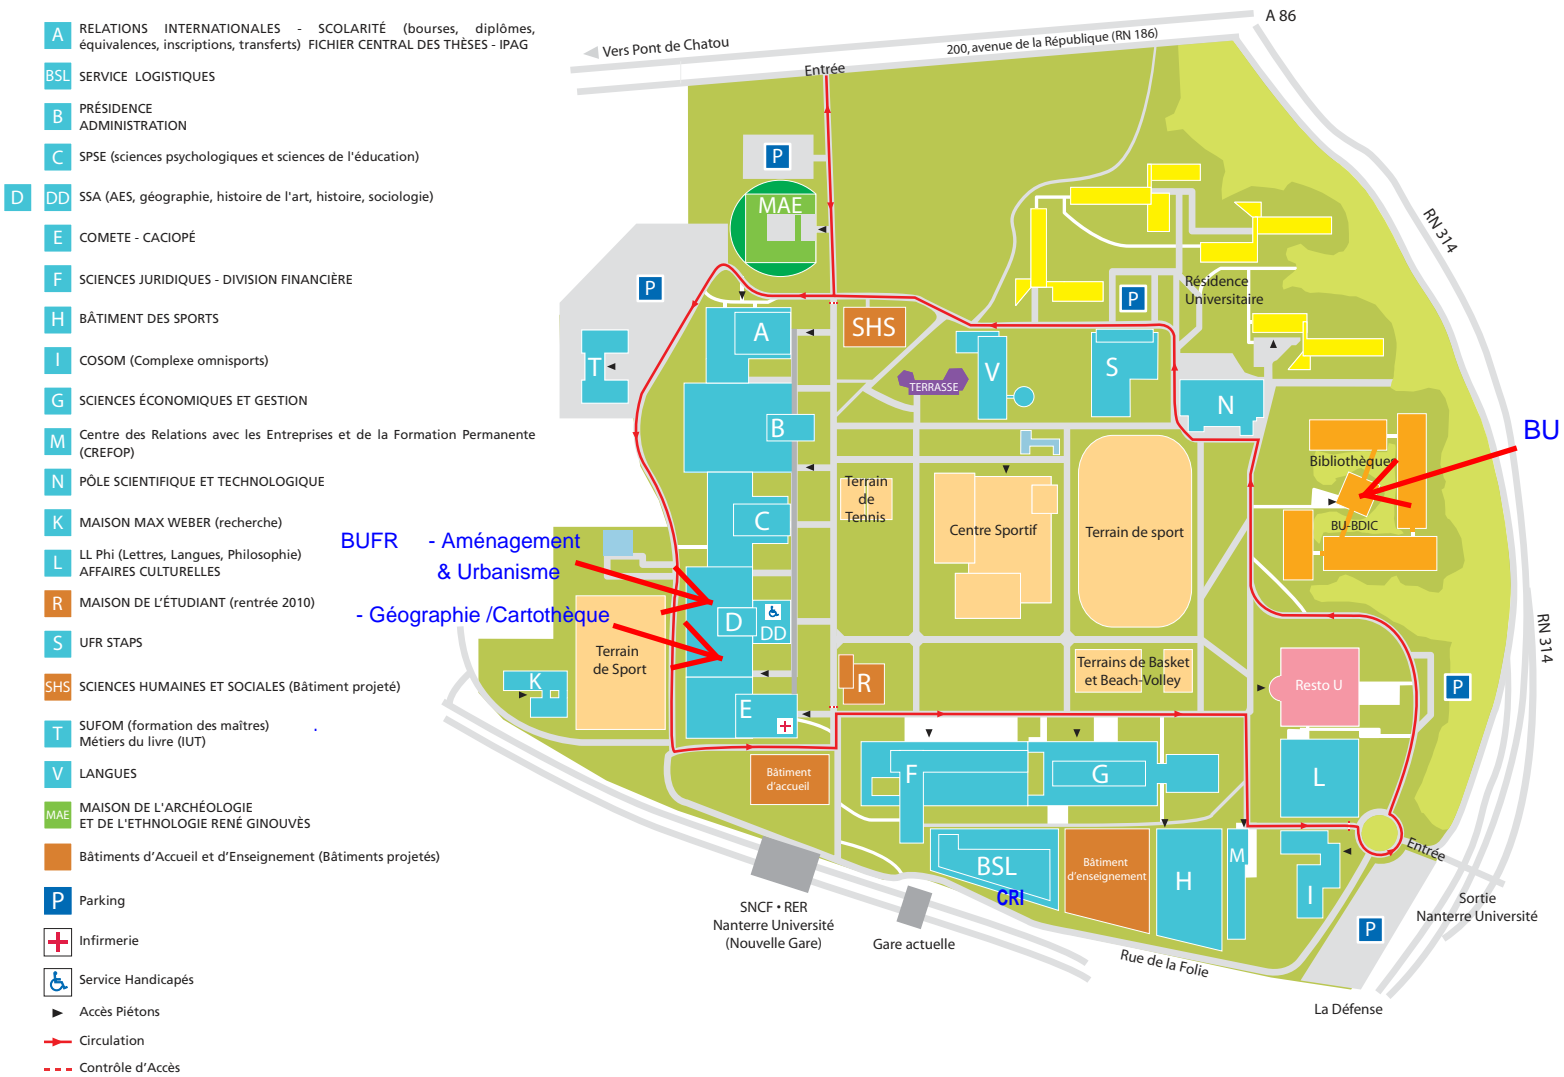 A
RELATIONS INTERNATIONALES - SCOLARITÉ (bourses, diplômes,
équivalences, inscriptions, transferts) FICHIER CENTRAL DES THÈSES - IPAG
BSL
SERVICE LOGISTIQUES
B
PRÉSIDENCE
ADMINISTRATION
C
SPSE (sciences psychologiques et sciences de l'éducation)
D
DD
SSA (AES, géographie, histoire de l'art, histoire, sociologie)
E
COMETE - CACIOPÉ
F
SCIENCES JURIDIQUES - DIVISION FINANCIÈRE
H
BÂTIMENT DES SPORTS
I
COSOM (Complexe omnisports)
G
SCIENCES ÉCONOMIQUES ET GESTION
M
Centre des Relations avec les Entreprises et de la Formation Permanente
(CREFOP)
N
PÔLE SCIENTIFIQUE ET TECHNOLOGIQUE
K
MAISON MAX WEBER (recherche)
L
LL Phi (Lettres, Langues, Philosophie)
AFFAIRES CULTURELLES
R
MAISON DE L'ÉTUDIANT (rentrée 2010)
S
UFR STAPS
SHS
SCIENCES HUMAINES ET SOCIALES (Bâtiment projeté)
T
SUFOM (formation des maîtres)
Métiers du livre (IUT)
V
LANGUES
MAE
MAISON DE L'ARCHÉOLOGIE
ET DE L'ETHNOLOGIE RENÉ GINOUVÈS
Bâtiments d'Accueil et d'Enseignement (Bâtiments projetés)
P
Parking
Infirmerie
Service Handicapés
Accès Piétons
Circulation
Contrôle d'Accès
A 86
Vers Pont de Chatou
200, avenue de la République (RN 186)
Entrée
P
MAE
RN 314
P
Résidence
Universitaire
P
A
SHS
T
V
S
TERRASSE
N
B
BU
Bibliothèque
BU-BDIC
Terrain
de
Tennis
Centre Sportif
Terrain de sport
C
BUFR - Aménagement
& Urbanisme
- Géographie /Cartothèque
D
DD
Terrain
de Sport
K
E
R
Terrains de Basket
et Beach-Volley
Resto U
P
RN 314
Bâtiment
d'accueil
F
G
L
BSL
CRI
Bâtiment
d'enseignement
H
M
I
Entrée
P
Sortie
Nanterre Université
SNCF • RER
Nanterre Université
(Nouvelle Gare)
Gare actuelle
Rue de la Folie
La Défense